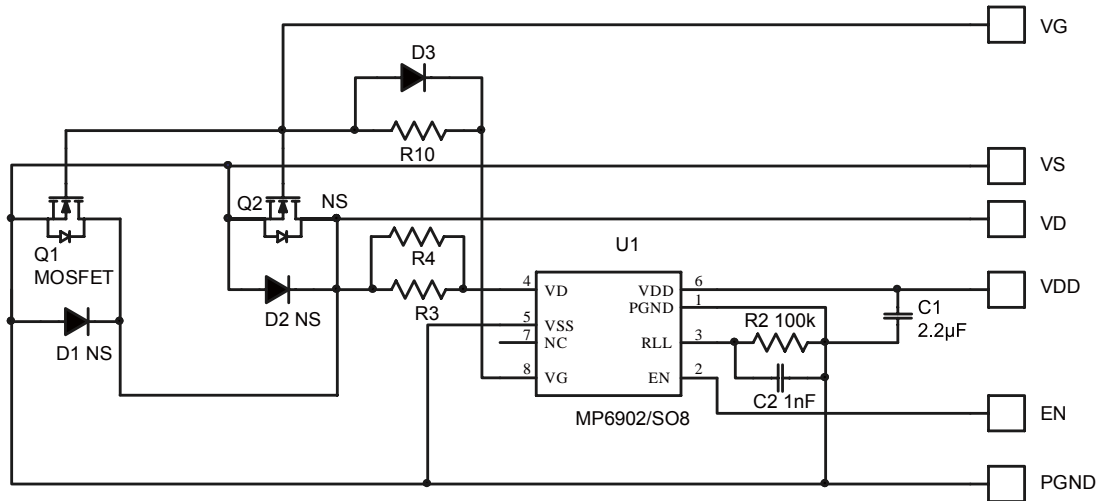 VG
D3
R10
VS
Q2
NS
VD
Q1
MOSFET
R4
R3
U1
D2 NS
D1 NS
4
VD
VDD
6
VDD
PGND
1
C1
2.2µF
R2 100k
5
VSS
7
NC
RLL
3
8
VG
EN
2
C2 1nF
MP6902/SO8
EN
PGND